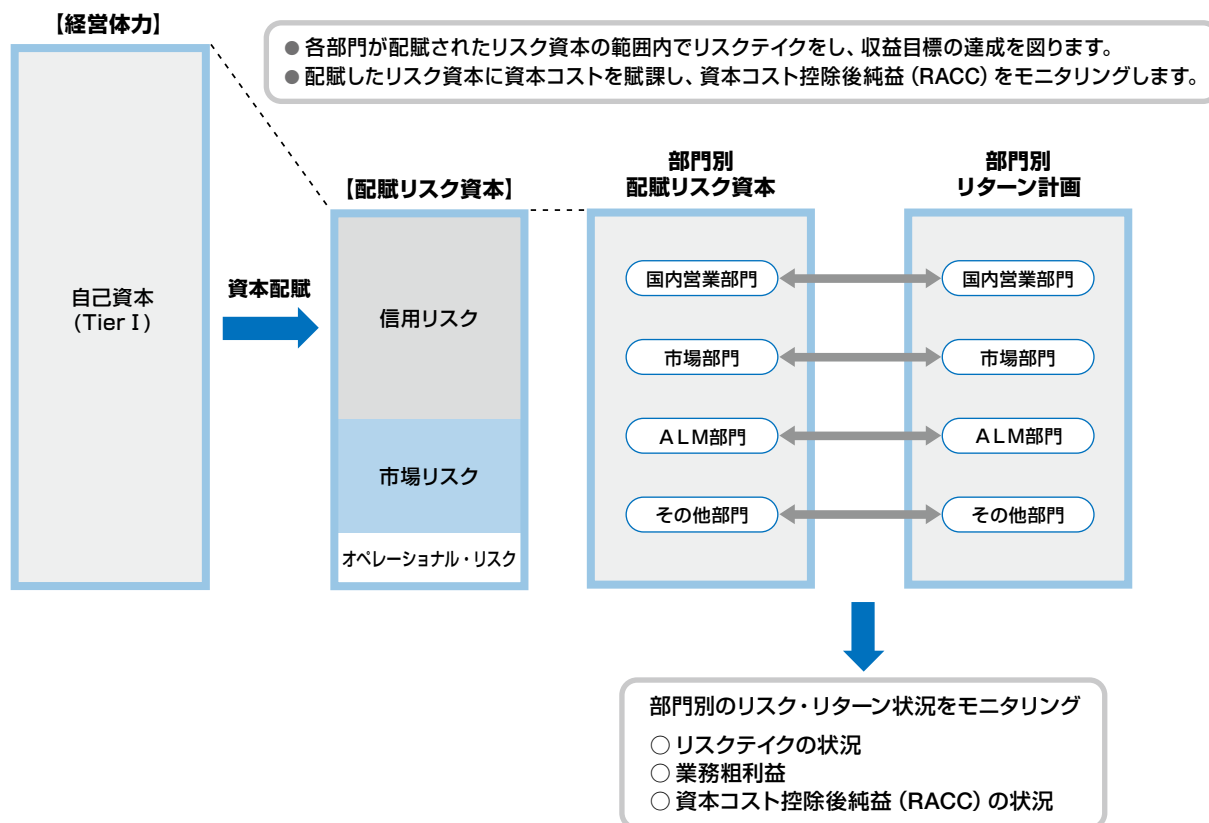 【経営体力】
● 各部門が配賦されたリスク資本の範囲内でリスクテイクをし、収益目標の達成を図ります。
● 配賦したリスク資本に資本コストを賦課し、資本コスト控除後純益（RACC）をモニタリングします。
自己資本
(Tier I)
資本配賦
【配賦リスク資本】
信用リスク
市場リスク
オペレーショナル・リスク
部門別
配賦リスク資本
国内営業部門
市場部門
ALM部門
その他部門
部門別
リターン計画
国内営業部門
市場部門
ALM部門
その他部門
部門別のリスク・リターン状況をモニタリング
○ リスクテイクの状況
○ 業務粗利益
○ 資本コスト控除後純益（RACC）の状況